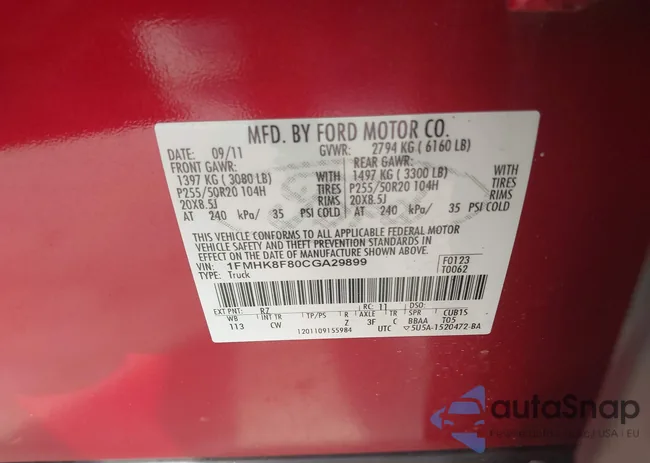 MFD. BY FORD MOTOR CO.
DATE: 09/11 GVWR: 2794 KG ( 6160 LB)
FRONT GAWR: REAR GAWR:
1397 KG ( 3080 LB) WITH 1497 KG ( 3300 LB) WITH
P255/50R20 104H TIRES P255/50R20 104H TIRES
20X8.5J RIMS 20X8.5J RIMS
AT 240 kPa/ 35 PSI COLD AT 240 kPa/ 35 PSI COLD
THIS VEHICLE CONFORMS TO ALL APPLICABLE FEDERAL MOTOR
VEHICLE SAFETY AND THEFT PREVENTION STANDARDS IN
EFFECT ON THE DATE OF MANUFACTURE SHOWN ABOVE.
VIN: 1FMHK8F80CGA29899 F0123
TYPE: Truck T0062
EXT PNT: RZ RC: 11 DSO:
WB INT TR TP/PS R AXLE TR SPR CUB1S
113 CW Z 3F C BBAA T05
1201109155984 UTC 5U5A-1520472-BA
autoSnap